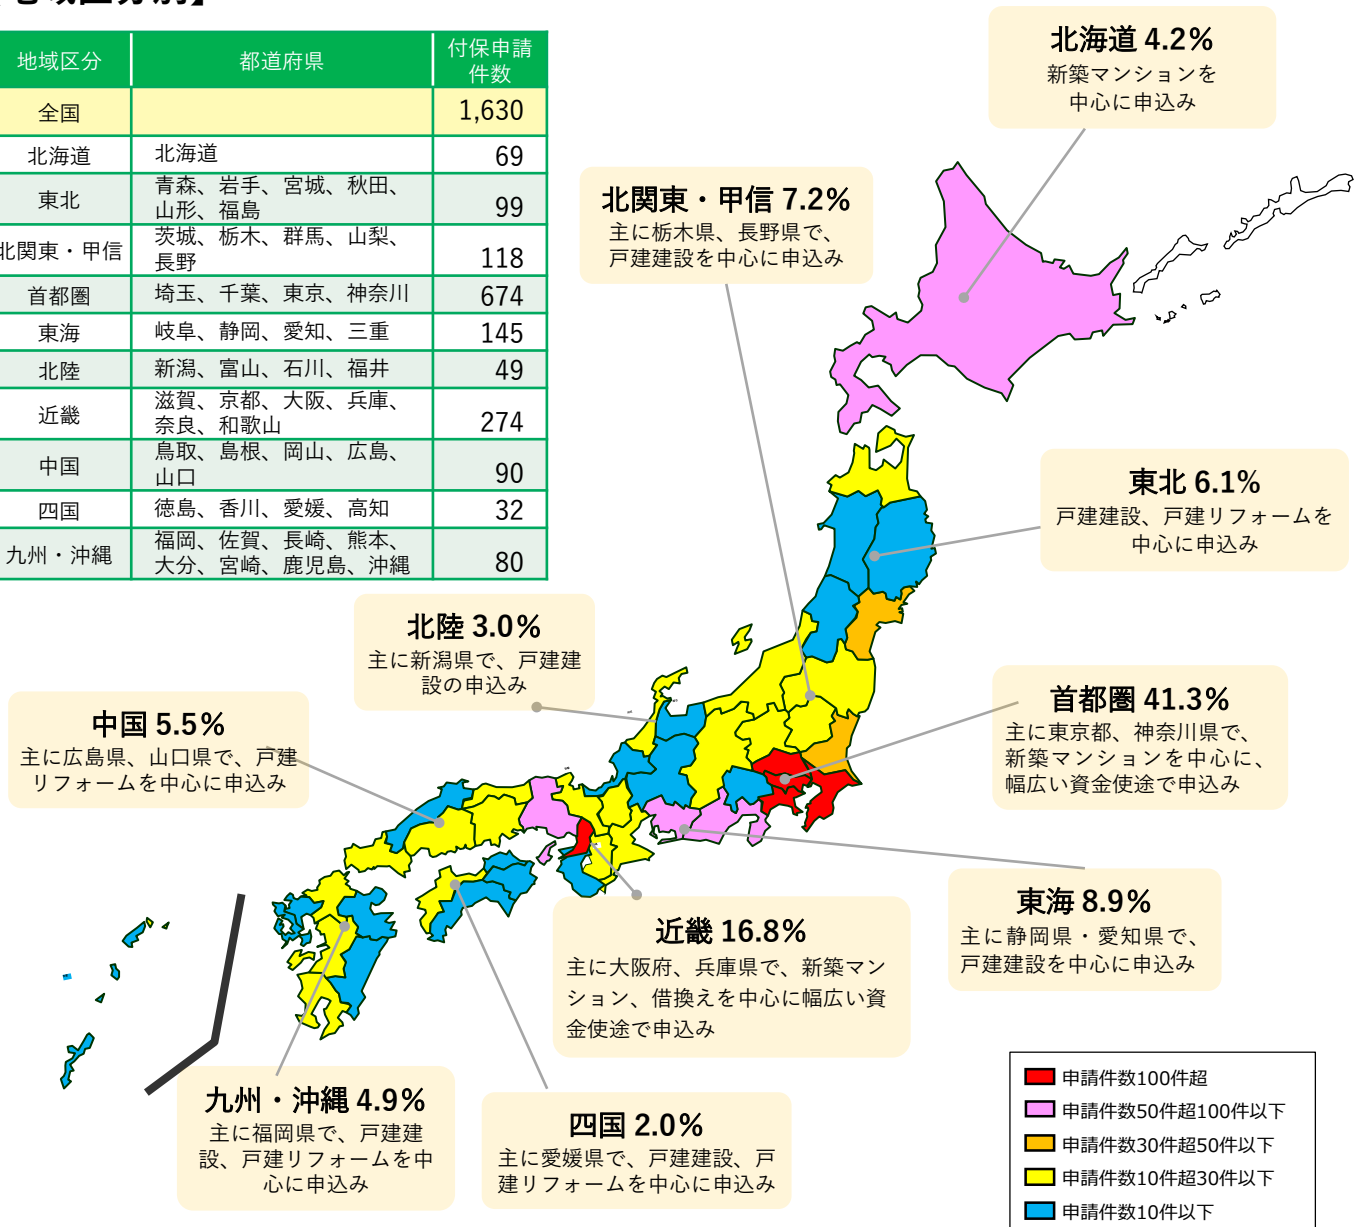 地域区分別】
地域区分 都道府県 付保申請
件数
全国 1,630
北海道 北海道 69
東北 青森、岩手、宮城、秋田、
山形、福島 99
北関東・甲信 茨城、栃木、群馬、山梨、
長野 118
首都圏 埼玉、千葉、東京、神奈川 674
東海 岐阜、静岡、愛知、三重 145
北陸 新潟、富山、石川、福井 49
近畿 滋賀、京都、大阪、兵庫、
奈良、和歌山 274
中国 鳥取、島根、岡山、広島、
山口 90
四国 徳島、香川、愛媛、高知 32
九州・沖縄 福岡、佐賀、長崎、熊本、
大分、宮崎、鹿児島、沖縄 80
北海道 4.2%
新築マンションを
中心に申込み
北関東・甲信 7.2%
主に栃木県、長野県で、
戸建建設を中心に申込み
東北 6.1%
戸建建設、戸建リフォームを
中心に申込み
北陸 3.0%
主に新潟県で、戸建建
設の申込み
首都圏 41.3%
主に東京都、神奈川県で、
新築マンションを中心に、
幅広い資金使途で申込み
中国 5.5%
主に広島県、山口県で、戸建
リフォームを中心に申込み
東海 8.9%
主に静岡県・愛知県で、
戸建建設を中心に申込み
近畿 16.8%
主に大阪府、兵庫県で、新築マン
ション、借換えを中心に幅広い資
金使途で申込み
九州・沖縄 4.9%
主に福岡県で、戸建建
設、戸建リフォームを中
心に申込み
四国 2.0%
主に愛媛県で、戸建建設、戸
建リフォームを中心に申込み
申請件数100件超
申請件数50件超100件以下
申請件数30件超50件以下
申請件数10件超30件以下
申請件数10件以下